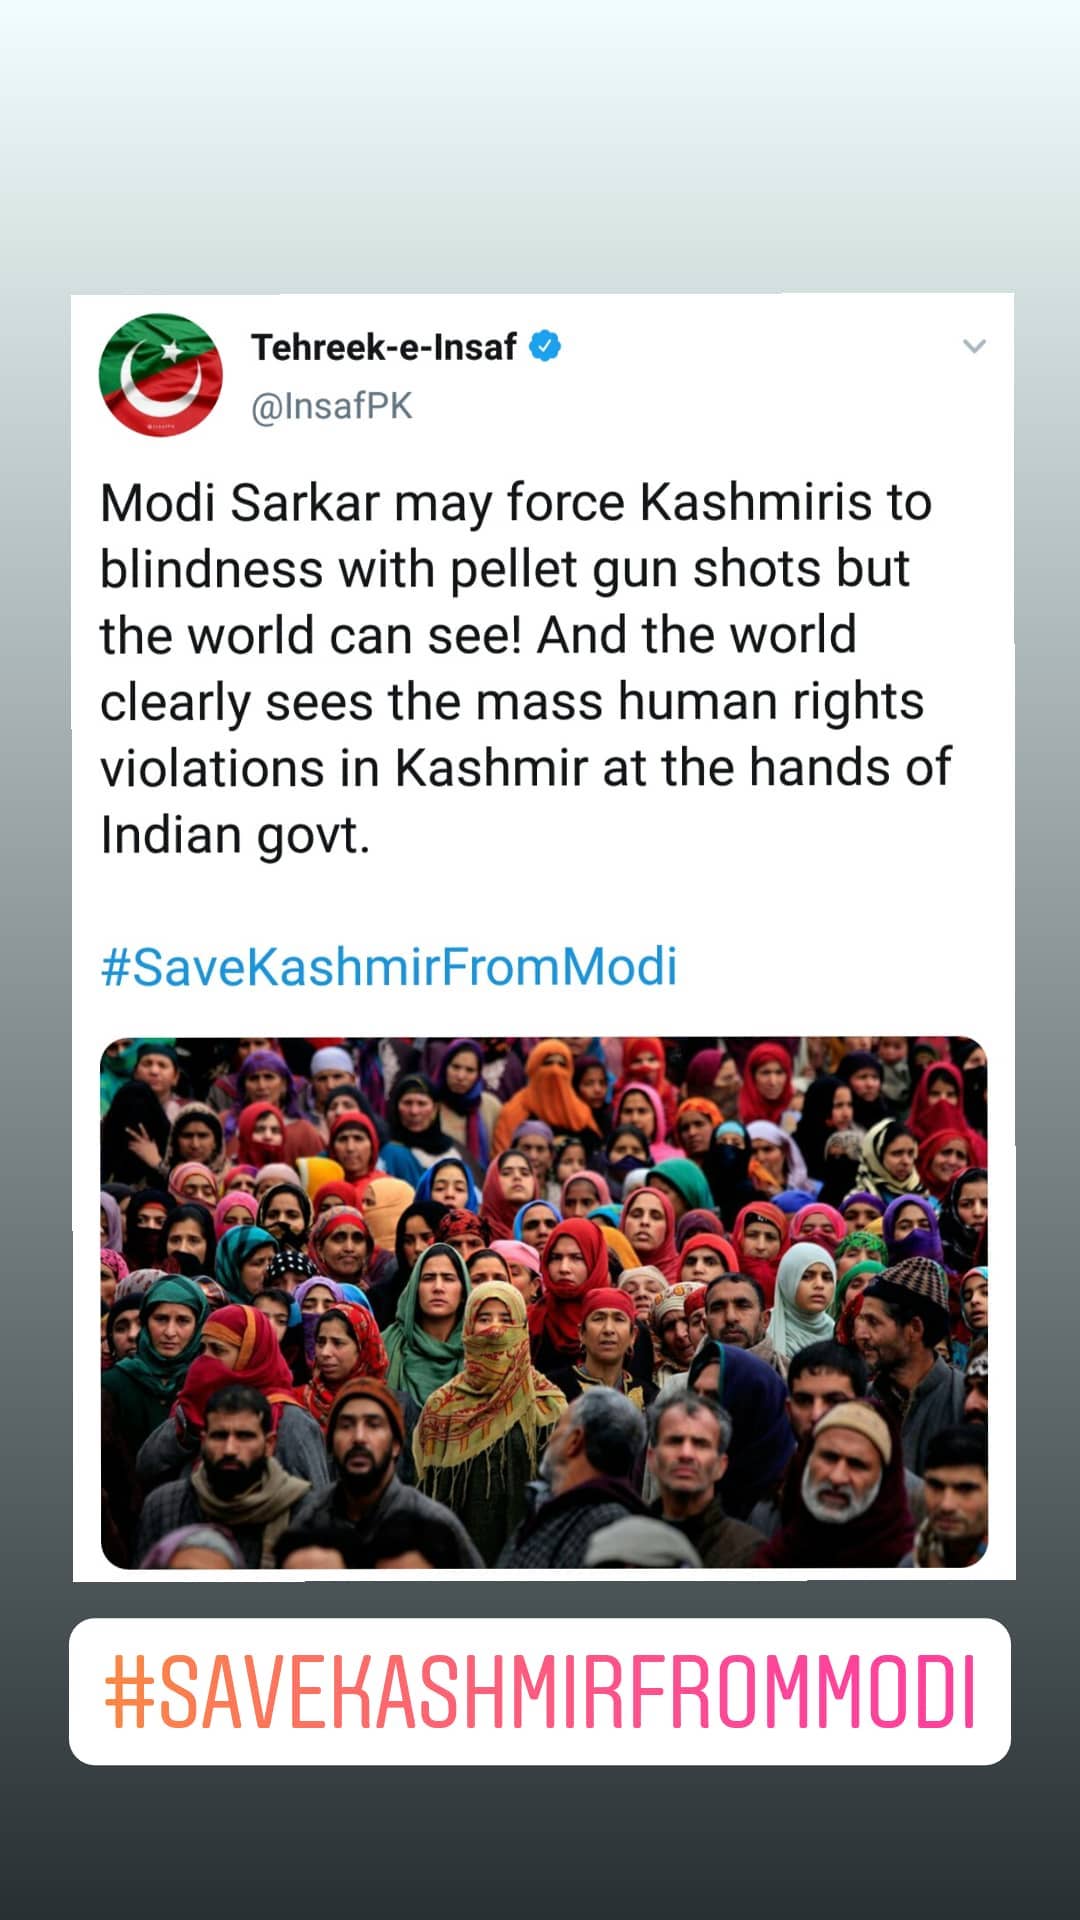 Tehreek-e-Insaf
@InsafPK
Modi Sarkar may force Kashmiris to
blindness with pellet gun shots but
the world can see! And the world
clearly sees the mass human rights
violations in Kashmir at the hands of
Indian govt.
#SaveKashmirFromModi
#SAVEKASHMIRFROMMODI